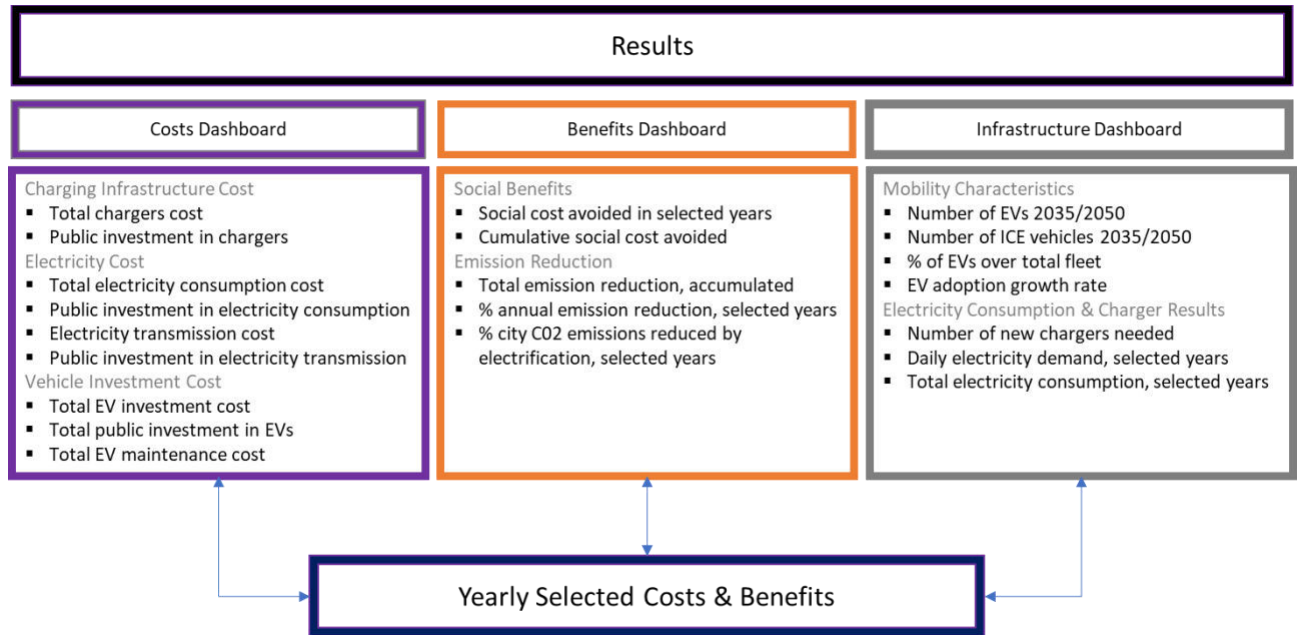 Results
Costs Dashboard
Charging Infrastructure Cost
▪ Total chargers cost
▪ Public investment in chargers
Electricity Cost
▪ Total electricity consumption cost
▪ Public investment in electricity consumption
▪ Electricity transmission cost
▪ Public investment in electricity transmission
Vehicle Investment Cost
▪ Total EV investment cost
▪ Total public investment in EVs
▪ Total EV maintenance cost
Benefits Dashboard
Social Benefits
▪ Social cost avoided in selected years
▪ Cumulative social cost avoided
Emission Reduction
▪ Total emission reduction, accumulated
▪ % annual emission reduction, selected years
▪ % city C02 emissions reduced by
electrification, selected years
Infrastructure Dashboard
Mobility Characteristics
▪ Number of EVs 2035/2050
▪ Number of ICE vehicles 2035/2050
▪ % of EVs over total fleet
▪ EV adoption growth rate
Electricity Consumption & Charger Results
▪ Number of new chargers needed
▪ Daily electricity demand, selected years
▪ Total electricity consumption, selected years
Yearly Selected Costs & Benefits